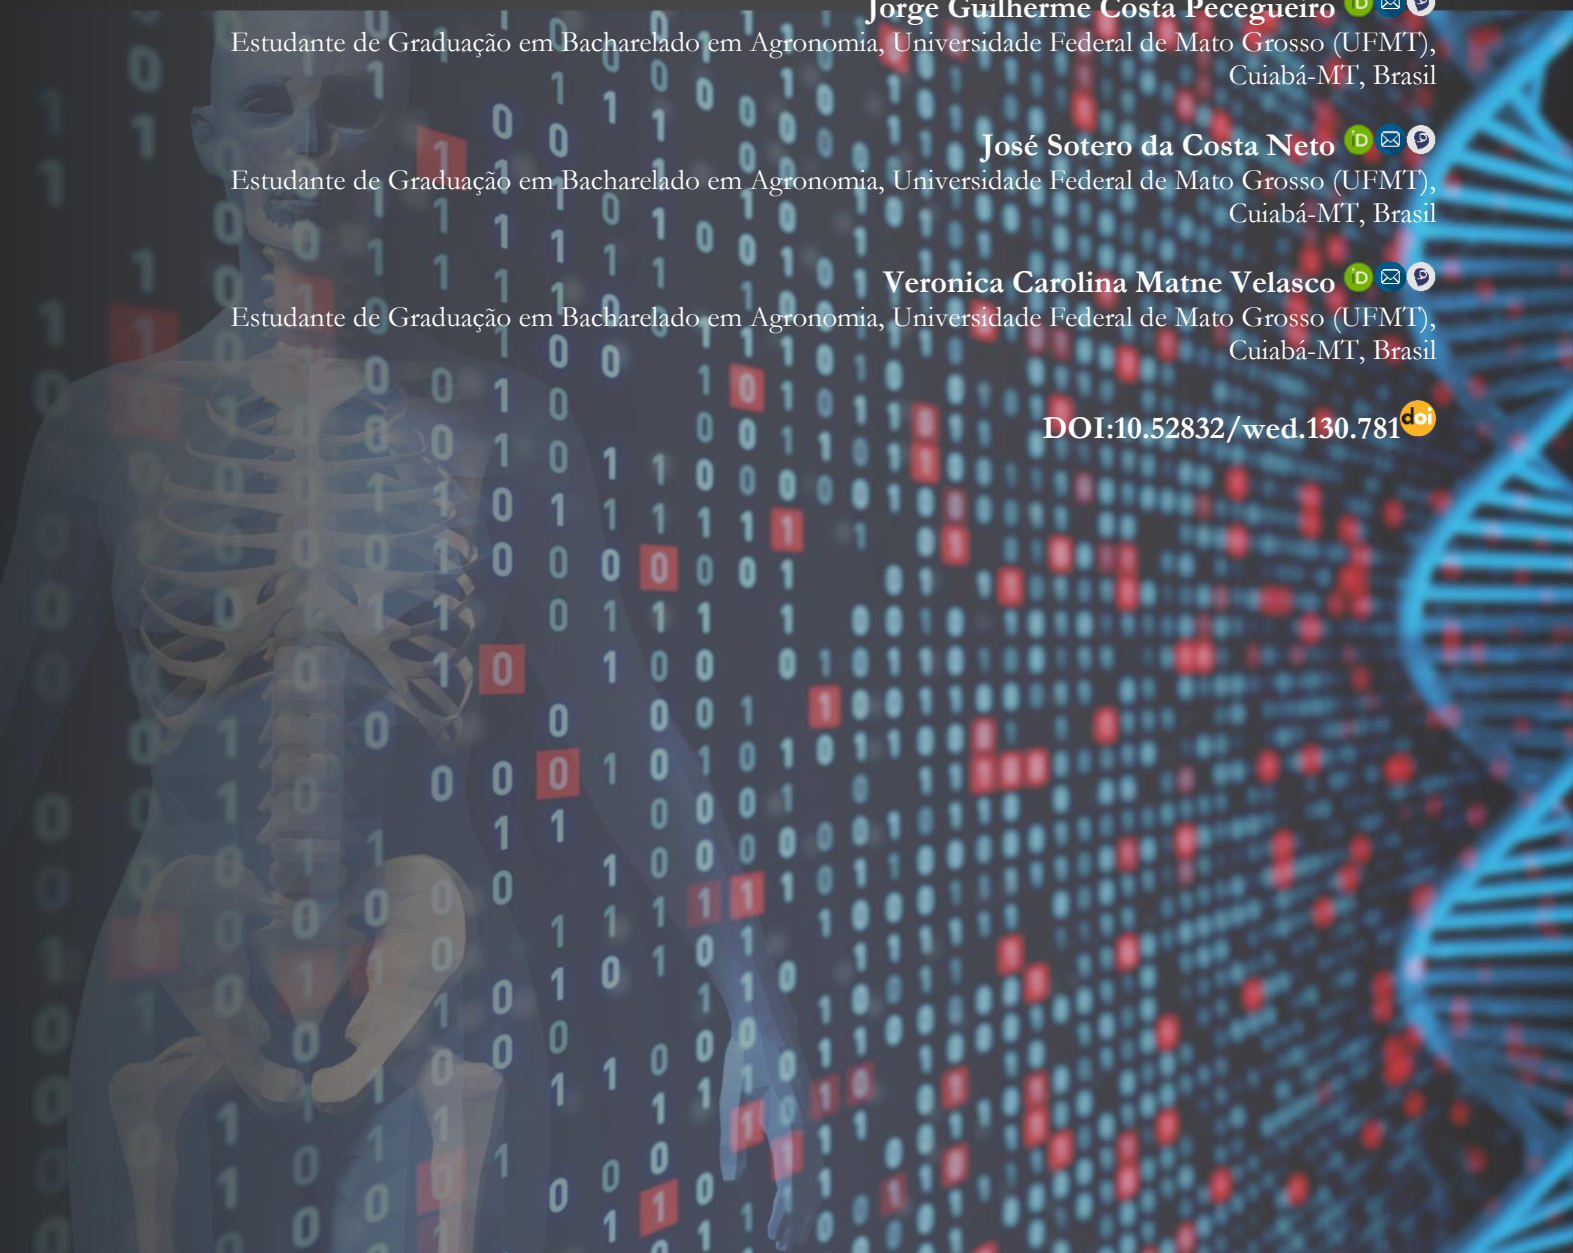 Jorge Guilherme Costa Pecegueiro
Estudante de Graduação em Bacharelado em Agronomia, Universidade Federal de Mato Grosso (UFMT),
Cuiabá-MT, Brasil
José Sotero da Costa Neto
Estudante de Graduação em Bacharelado em Agronomia, Universidade Federal de Mato Grosso (UFMT),
Cuiabá-MT, Brasil
Veronica Carolina Matne Velasco
Estudante de Graduação em Bacharelado em Agronomia, Universidade Federal de Mato Grosso (UFMT),
Cuiabá-MT, Brasil
DOI:10.52832/wed.130.781 doi